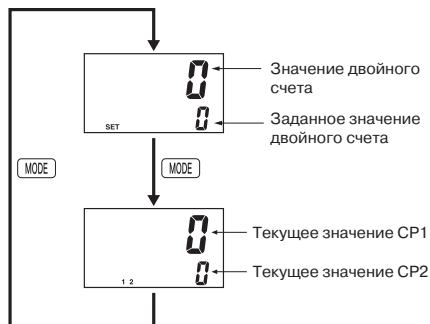 0
Значение двойного
счета
0
SET
Заданное значение
двойного счета
MODE
MODE
0
Текущее значение CP1
0
1 2
Текущее значение CP2